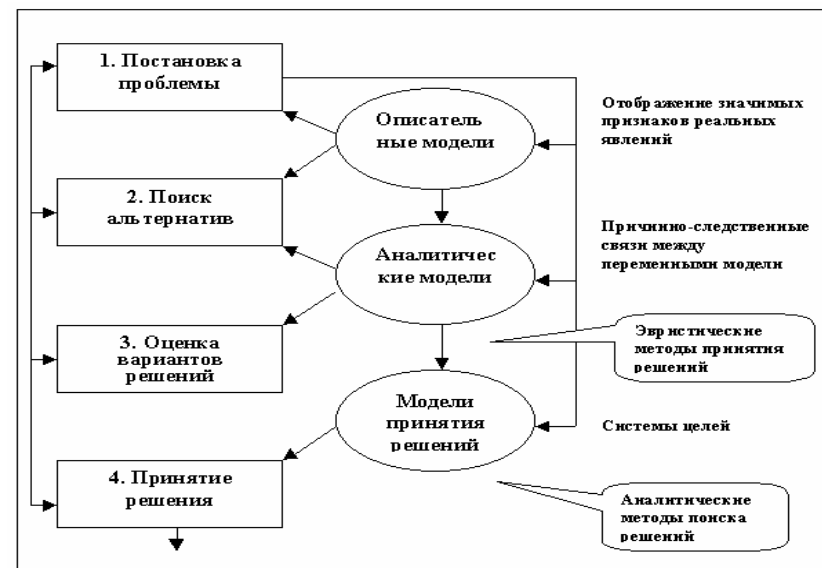 1. Постановка
проблемы
Описатель
ные модели
Отображение значимых
признаков реальных
явлений
2. Поиск
альтернатив
Аналитичес
кие модели
Причинно-следственные
связи между
переменными модели
3. Оценка
вариантов
решений
Эвристические
методы принятия
решений
Модели
принятия
решений
Системы целей
4. Принятие
решения
Аналитические
методы поиска
решений